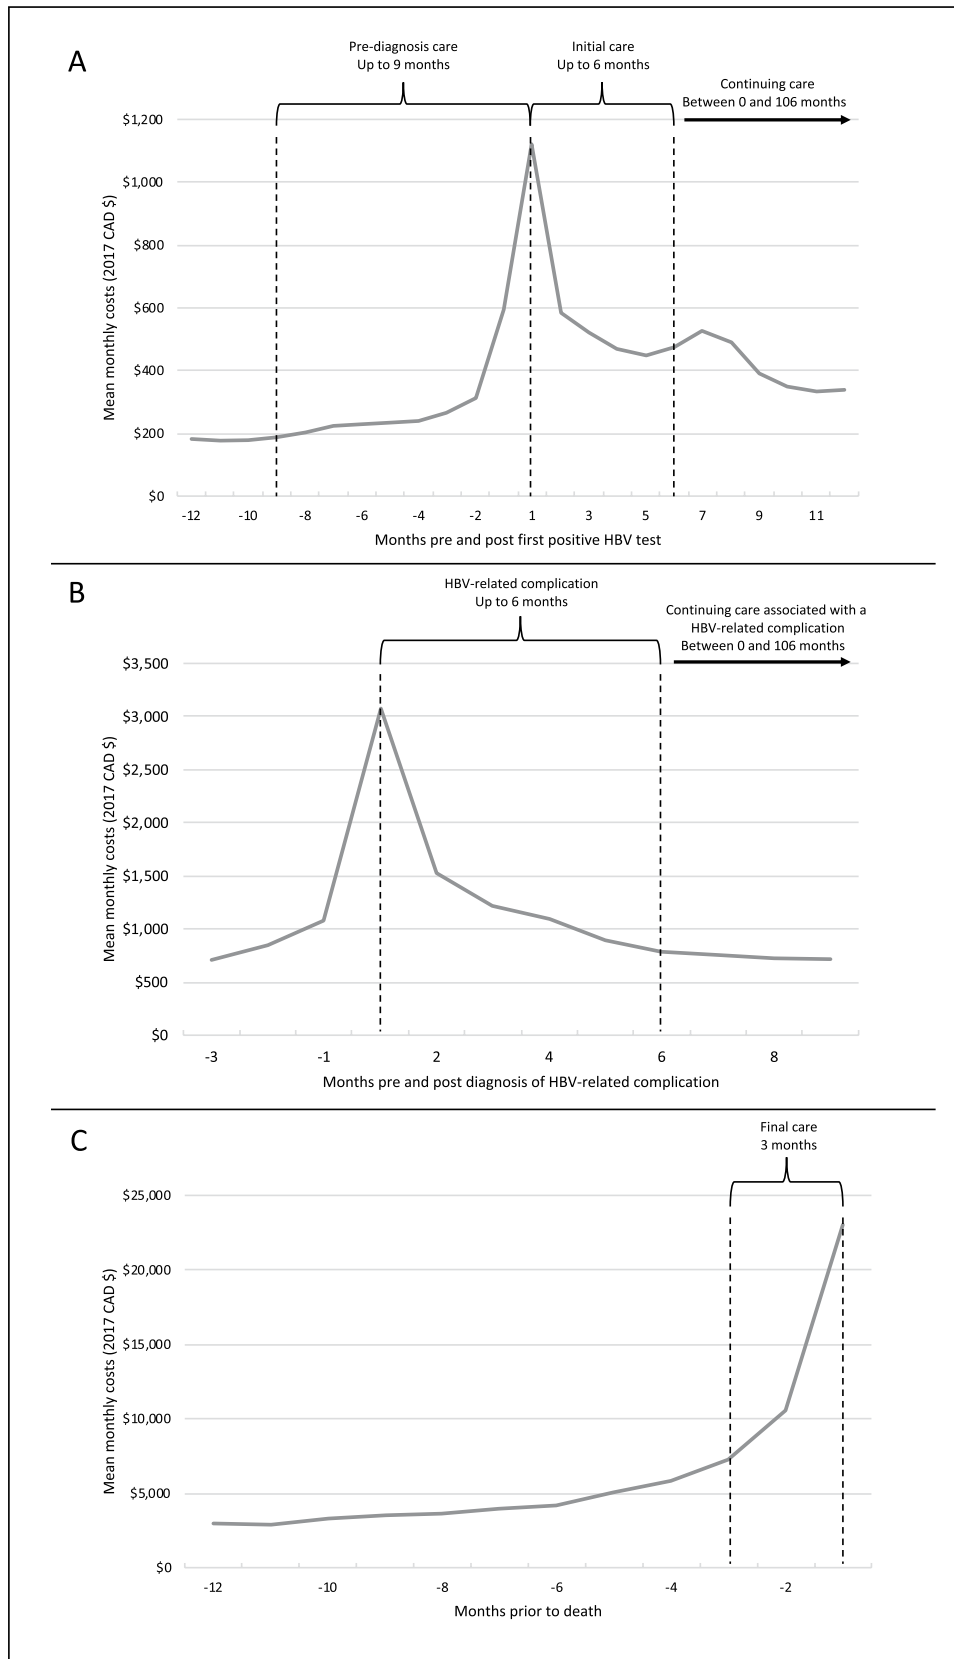 A
Pre-diagnosis care
Up to 9 months
Initial care
Up to 6 months
Continuing care
Between 0 and 106 months
$1,200
$1,000
$800
$600
$400
$200
$0
Mean monthly costs (2017 CAD $)
-12 -10 -8 -6 -4 -2 1 3 5 7 9 11
Months pre and post first positive HBV test
B
HBV-related complication
Up to 6 months
Continuing care associated with a
HBV-related complication
Between 0 and 106 months
$3,500
$3,000
$2,500
$2,000
$1,500
$1,000
$500
$0
Mean monthly costs (2017 CAD $)
-3 -1 2 4 6 8
Months pre and post diagnosis of HBV-related complication
C
Final care
3 months
$25,000
$20,000
$15,000
$10,000
$5,000
$0
Mean monthly costs (2017 CAD $)
-12 -10 -8 -6 -4 -2
Months prior to death